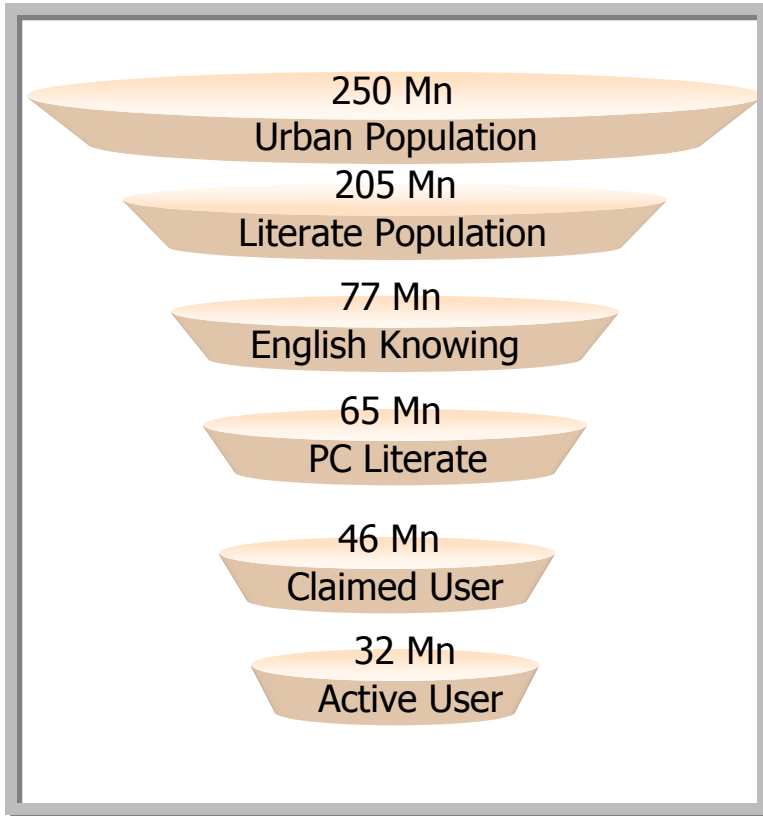 250 Mn
Urban Population
205 Mn
Literate Population
77 Mn
English Knowing
65 Mn
PC Literate
46 Mn
Claimed User
32 Mn
Active User